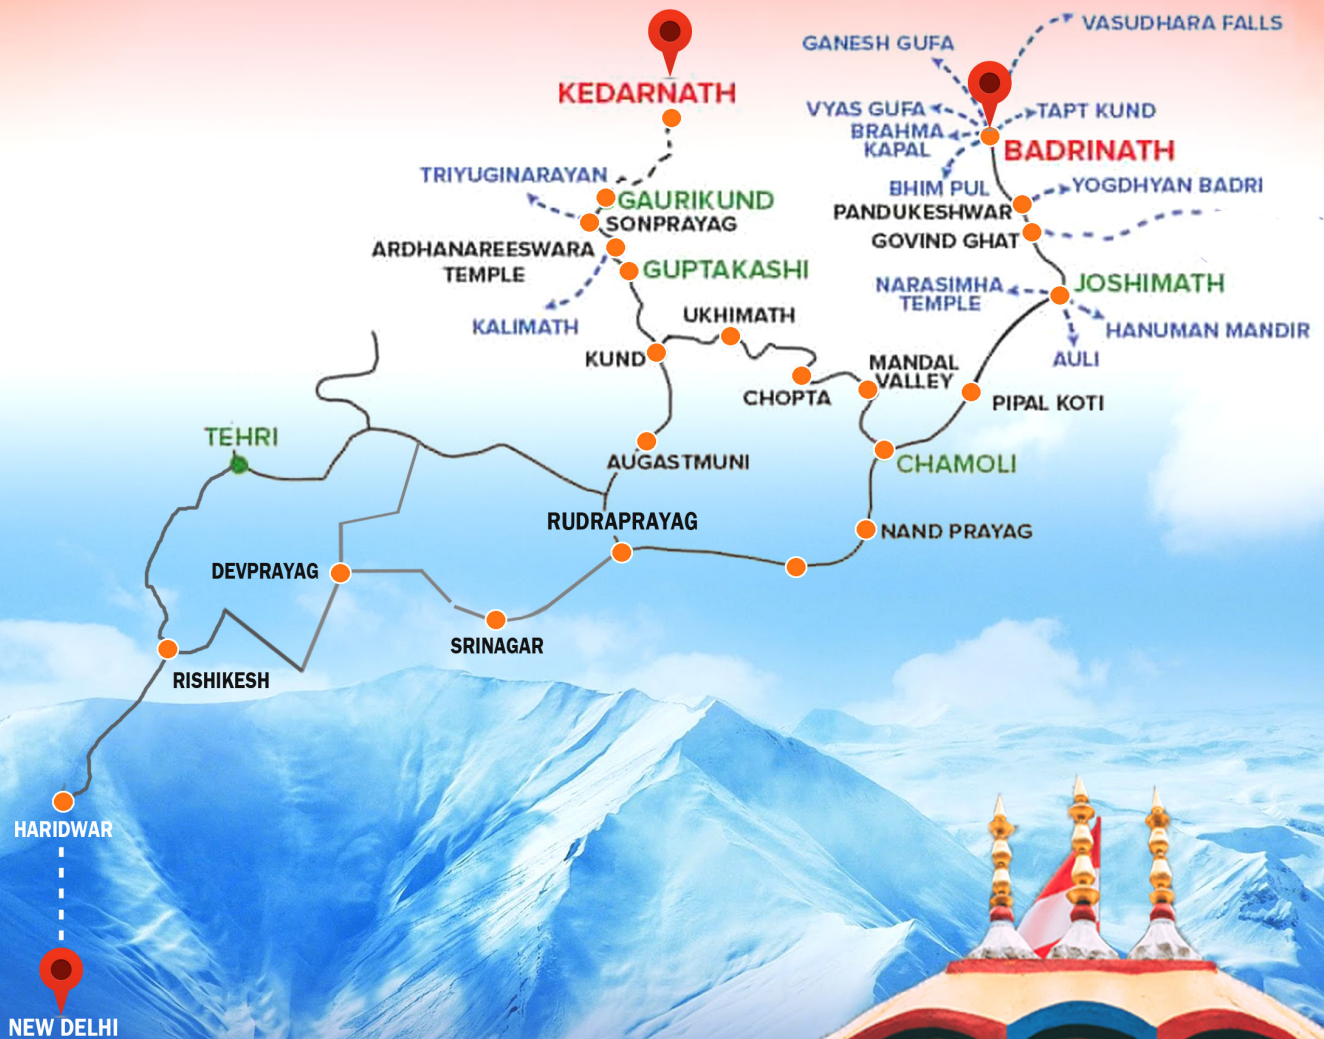 VASUDHARA FALLS
GANESH GUFA
KEDARNATH
VYAS GUFA
TAPT KUND
BRAHMA
KAPAL
BADRINATH
TRIYUGINARAYAN
BHIM PUL
YOGDHYAN BADRI
GAURIKUND
PANDUKESHWAR
SONPRAYAG
GOVIND GHAT
ARDHANAREESWARA
TEMPLE
GUPTAKASHI
NARASIMHA
TEMPLE
JOSHIMATH
KALIMATH
UKHIMATH
HANUMAN MANDIR
KUND
MANDAL
VALLEY
AULI
CHOPTA
PIPAL KOTI
TEHRI
AUGASTMUNI
CHAMOLI
RUDRAPRAYAG
NAND PRAYAG
DEVPRAYAG
SRINAGAR
RISHIKESH
HARIDWAR
NEW DELHI